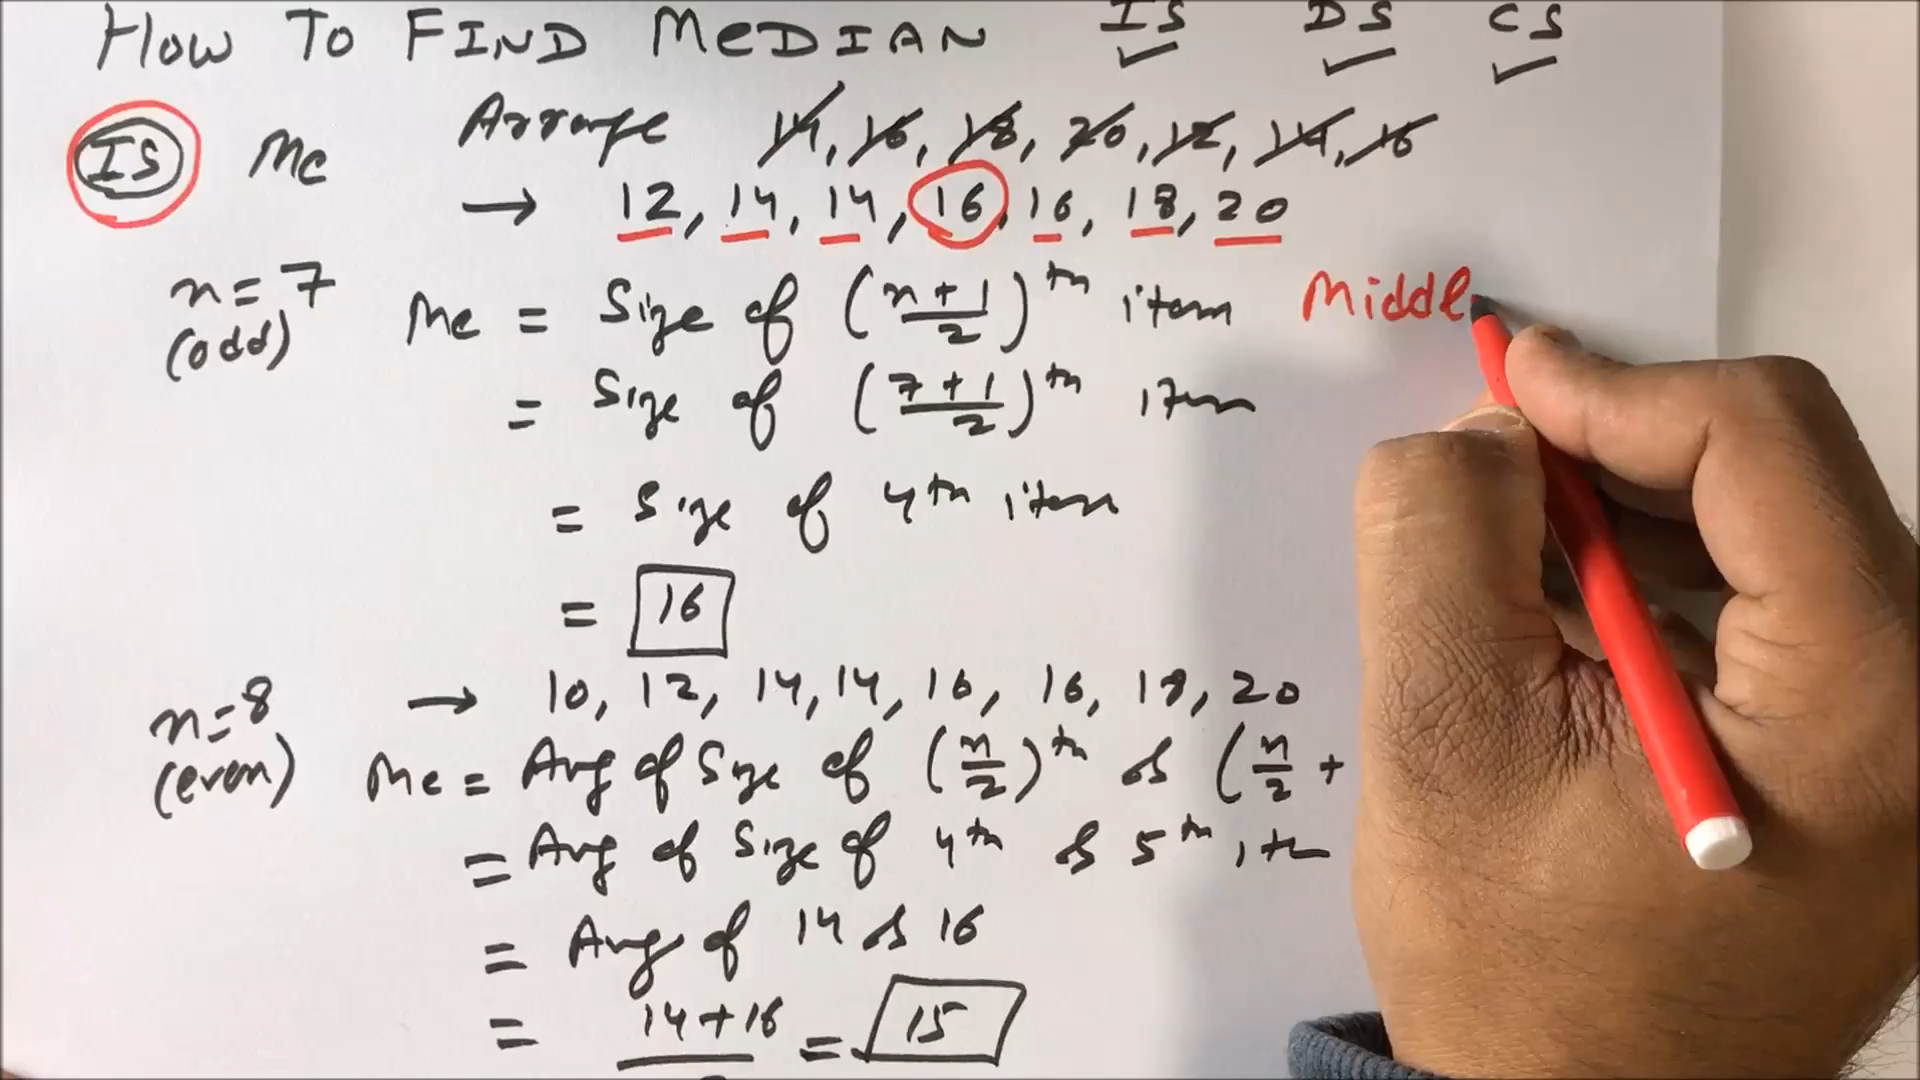 HOW TO FIND MEDIAN IS DS CS
IS Me Arrange 14, 16, 18, 20, 12, 14, 16
→ 12, 14, 14, 16, 16, 18, 20
n = 7
(odd)
Me = Size of (n+1/2)th item Middl
= Size of (7+1/2)th item
= Size of 4th item
= 16
n=8
(even)
→ 10, 12, 14, 14, 16, 16, 18, 20
Me = Avg of Size of (n/2)th & (n/2 +
= Avg of Size of 4th & 5th itm
= Avg of 14 & 16
= 14+16 = 15